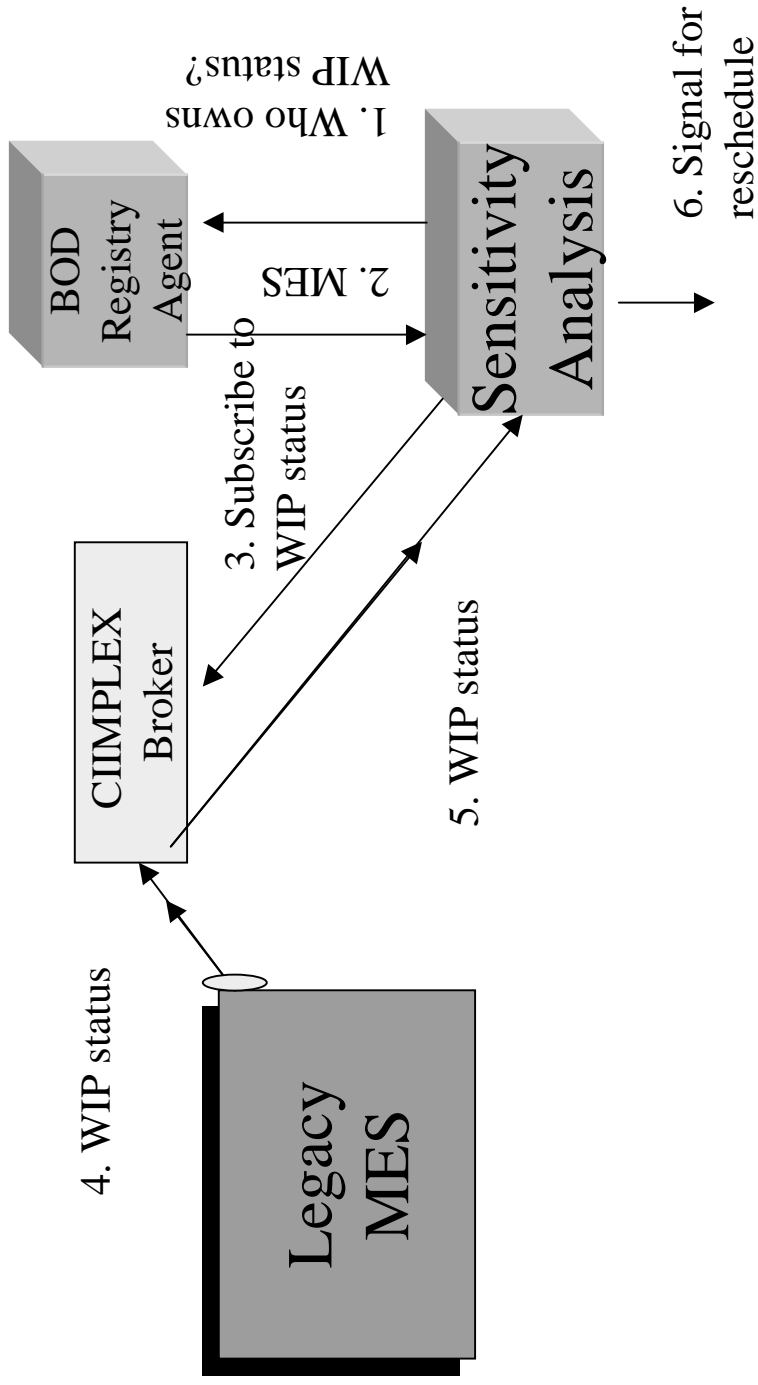 4. WIP status
Legacy
MES
CIIMPLEX
Broker
3. Subscribe to
WIP status
5. WIP status
BOD
Registry
Agent
1. Who owns
WIP status?
2. MES
Sensitivity
Analysis
6. Signal for
reschedule